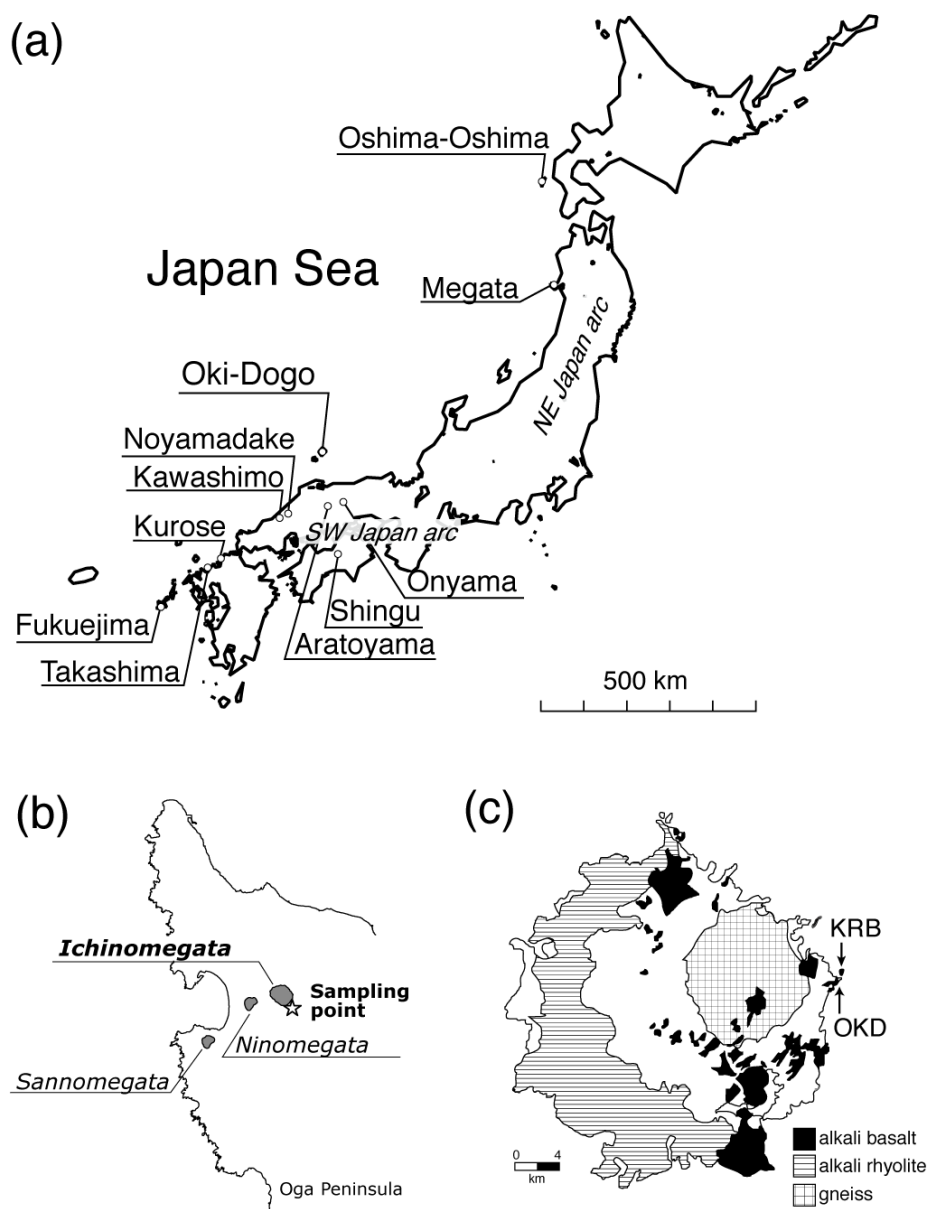 (a)
Oshima-Oshima
Japan Sea
Megata
NE Japan arc
Oki-Dogo
Noyamadake
Kawashimo
Kurose
SW Japan arc
Onyama
Fukuejima
Shingu
Aratoyama
Takashima
500 km
(b)
Ichinomegata
Sampling
point
Ninomegata
Sannomegata
Oga Peninsula
(c)
KRB
OKD
alkali basalt
alkali rhyolite
gneiss
0 4
km